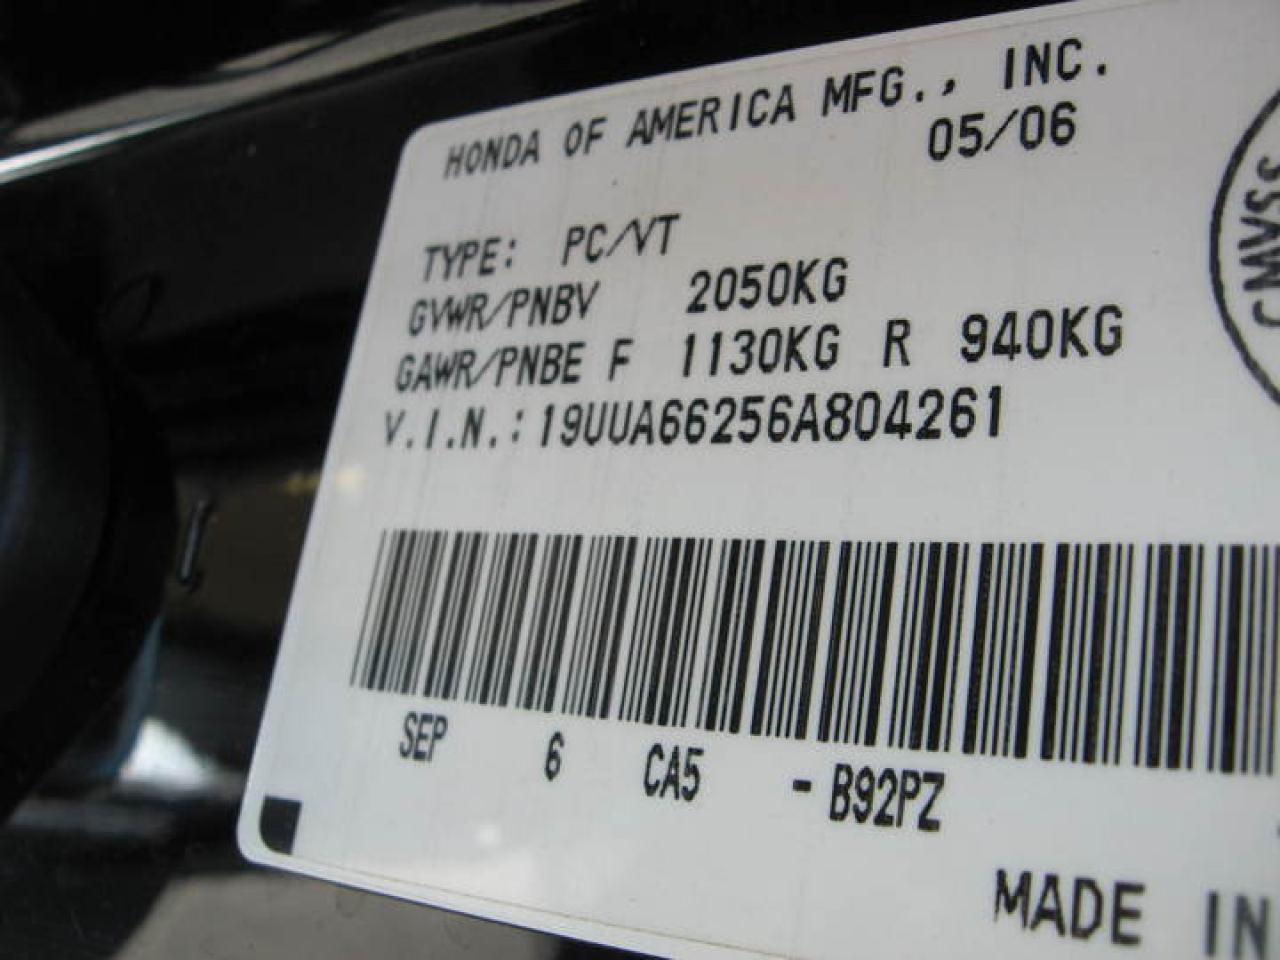 HONDA OF AMERICA MFG., INC.
05/06
TYPE: PC/VT
GVWR/PNBV 2050KG
GAWR/PNBE F 1130KG R 940KG
V.I.N.: 19UUA66256A804261
CMVSS
SEP 6 CA5 -B92PZ
MADE IN